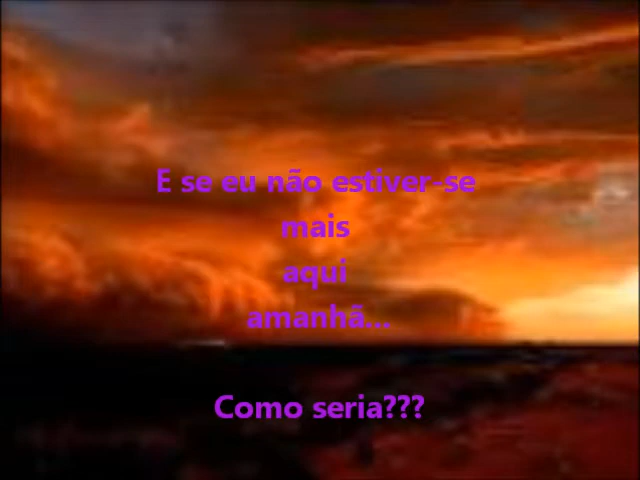 E se eu não estiver-se
mais
aqui
amanhã...
Como seria???